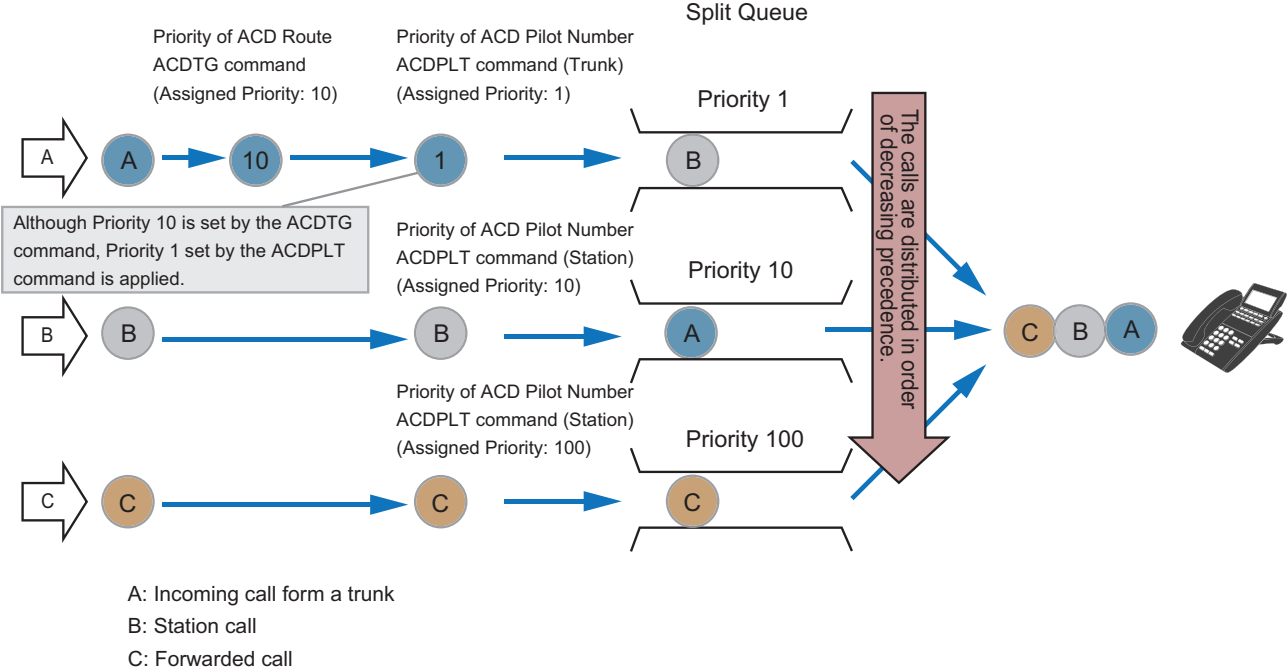 Split Queue
Priority of ACD Route
ACDTG command
(Assigned Priority: 10)
Priority of ACD Pilot Number
ACDPLT command (Trunk)
(Assigned Priority: 1)
Priority 1
A
A
10
1
B
Although Priority 10 is set by the ACDTG
command, Priority 1 set by the ACDPLT
command is applied.
Priority of ACD Pilot Number
ACDPLT command (Station)
(Assigned Priority: 10)
Priority 10
B
B
B
A
Priority of ACD Pilot Number
ACDPLT command (Station)
(Assigned Priority: 100)
Priority 100
C
C
C
C
The calls are distributed in order
of decreasing precedence.
C
B
A
A: Incoming call form a trunk
B: Station call
C: Forwarded call